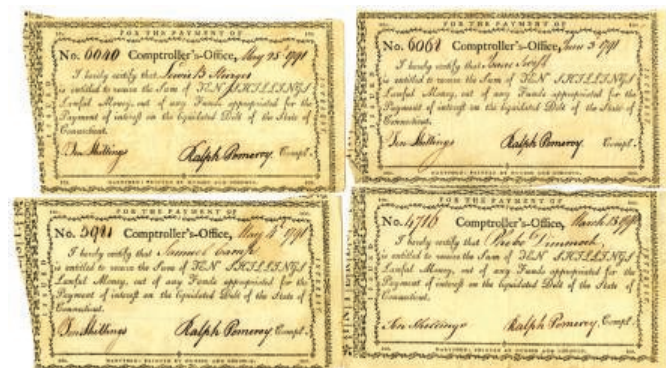 FOR THE PAYMENT OF
No. 6040 Comptroller's-Office, May 25th 1791
I hereby certify that Lewis B Sturges
is entitled to receive the Sum of TEN SHILLINGS
Lawful Money, out of any Funds appropriated for the
Payment of interest on the liquidated Debt of the State of
Connecticut.
Ten Shillings Ralph Pomeroy, Compt.
HARTFORD: PRINTED BY HUDSON AND GOODWIN.
FOR THE PAYMENT OF
No. 6061 Comptroller's-Office, June 3 1791
I hereby certify that Isaac Swift
is entitled to receive the Sum of TEN SHILLINGS
Lawful Money, out of any Funds appropriated for the
Payment of interest on the liquidated Debt of the State of
Connecticut.
Ten Shillings Ralph Pomeroy Compt.
HARTFORD: PRINTED BY HUDSON AND GOODWIN.
FOR THE PAYMENT OF
No. 5921 Comptroller's-Office, May 4th 1791
I hereby certify that Samuel
is entitled to receive the Sum of TEN SHILLINGS
Lawful Money, out of any Funds appropriated for the
Payment of interest on the liquidated Debt of the State of
Connecticut.
Ten Shillings Ralph Pomeroy Compt.
HARTFORD: PRINTED BY HUDSON AND GOODWIN.
FOR THE PAYMENT OF
No. 4716 Comptroller's-Office, March
I hereby certify that Phebe Dimmock
is entitled to receive the Sum of TEN SHILLINGS
Lawful Money, out of any Funds appropriated for the
Payment of interest on the liquidated Debt of the State of
Connecticut.
Ten Shillings Ralph Pomeroy, Compt.
HARTFORD: PRINTED BY HUDSON AND GOODWIN.